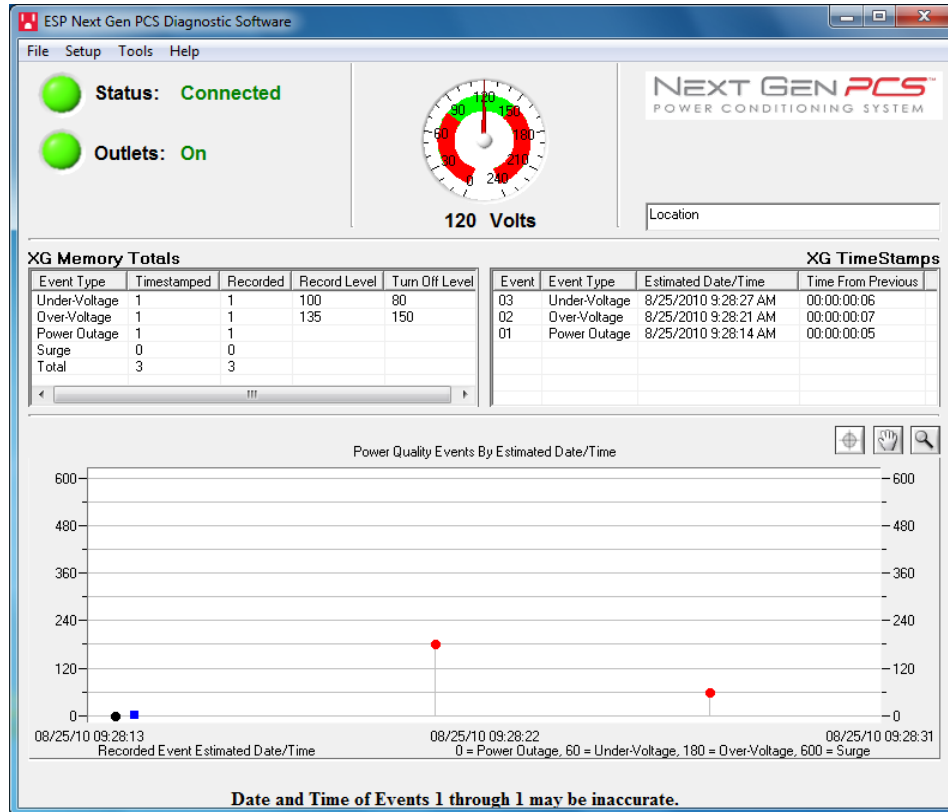 ESP Next Gen PCS Diagnostic Software
File Setup Tools Help
Status: Connected
Outlets: On
0 30 60 90 120 150 180 210 240
120 Volts
NEXT GEN PCS™
POWER CONDITIONING SYSTEM
Location
XG Memory Totals
Event Type Timestamped Recorded Record Level Turn Off Level
Under-Voltage 1 1 100 80
Over-Voltage 1 1 135 150
Power Outage 1 1
Surge 0 0
Total 3 3
XG TimeStamps
Event Event Type Estimated Date/Time Time From Previous
03 Under-Voltage 8/25/2010 9:28:27 AM 00:00:00:06
02 Over-Voltage 8/25/2010 9:28:21 AM 00:00:00:07
01 Power Outage 8/25/2010 9:28:14 AM 00:00:00:05
Power Quality Events By Estimated Date/Time
600 600
480 480
360 360
240 240
120 120
0 0
08/25/10 09:28:13 08/25/10 09:28:22 08/25/10 09:28:31
Recorded Event Estimated Date/Time 0 = Power Outage, 60 = Under-Voltage, 180 = Over-Voltage, 600 = Surge
Date and Time of Events 1 through 1 may be inaccurate.